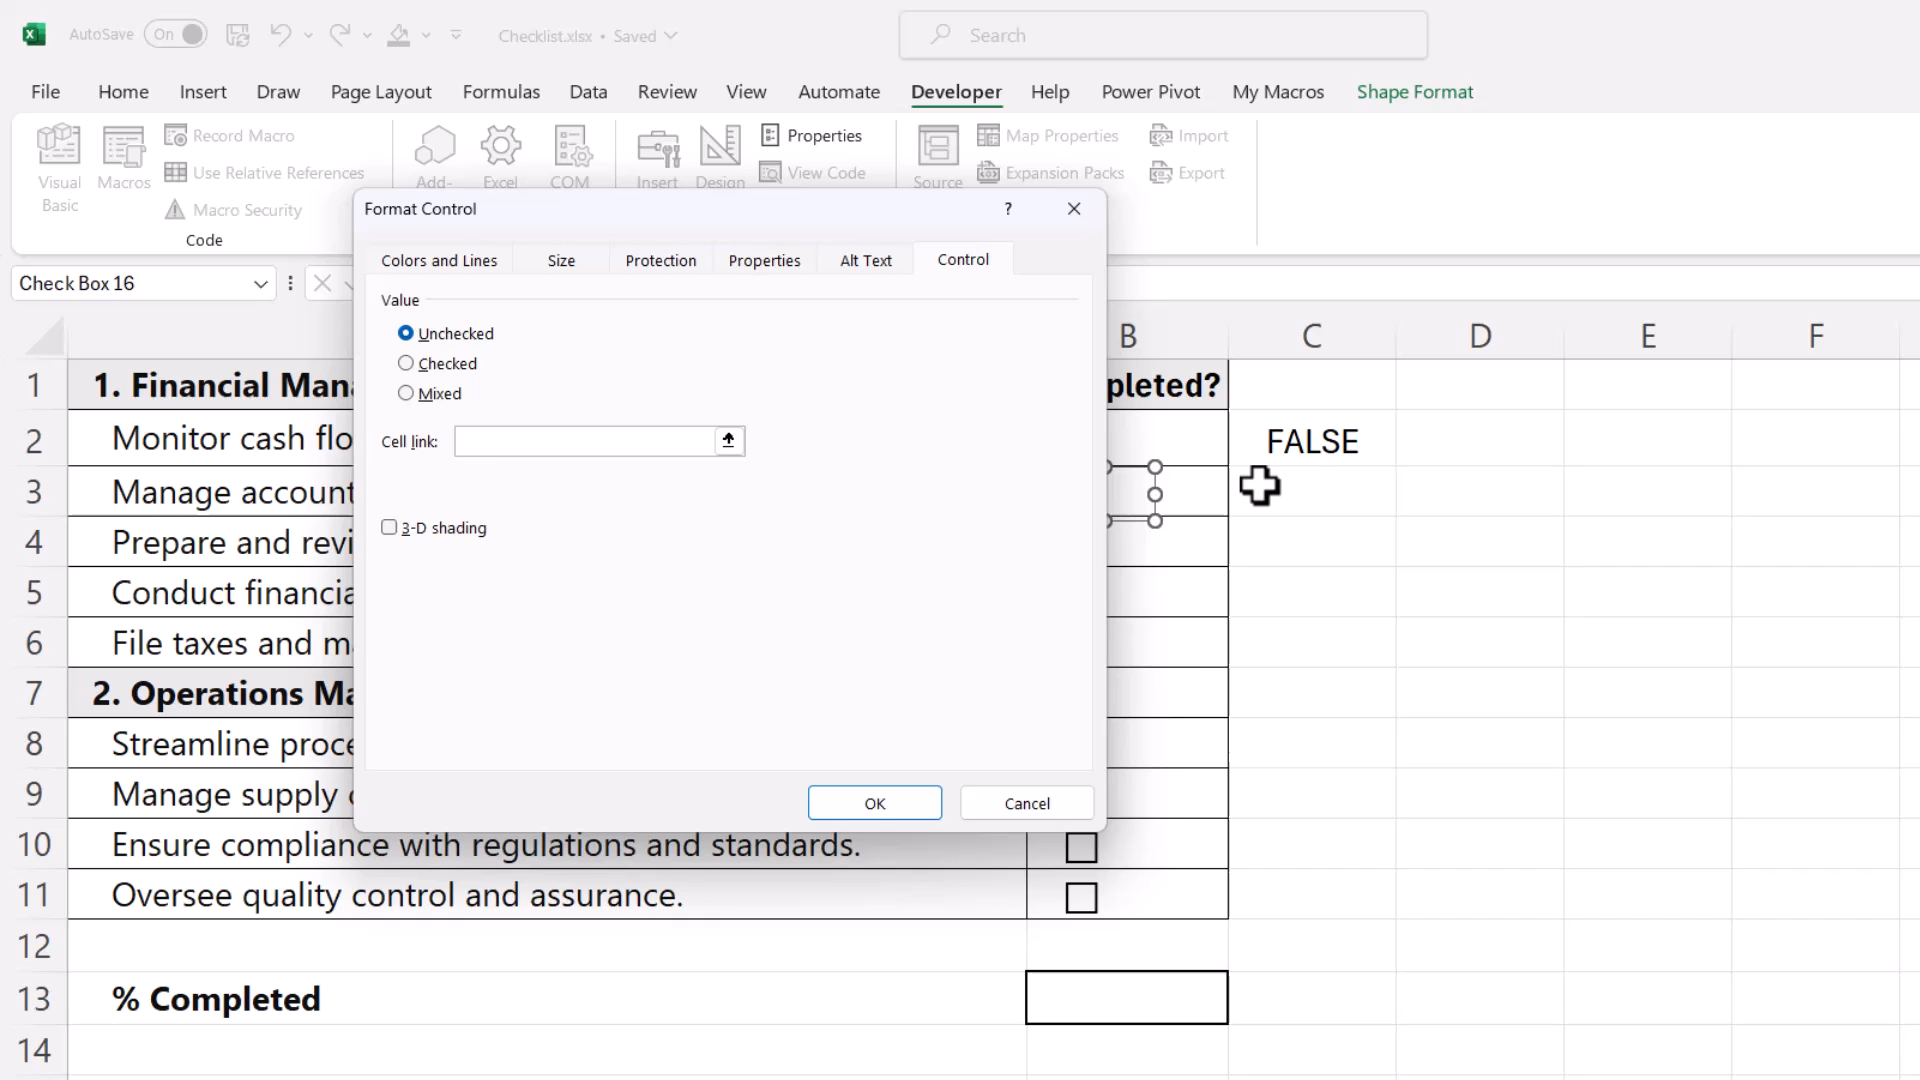 AutoSave On Checklist.xlsx • Saved Search
File Home Insert Draw Page Layout Formulas Data Review View Automate Developer Help Power Pivot My Macros Shape Format
Visual Basic
Macros
Record Macro
Use Relative References
Macro Security
Code
Add-
Excel
COM
Insert
Design
Properties
View Code
Source
Map Properties
Expansion Packs
Import
Export
Check Box 16
Format Control ?
Colors and Lines Size Protection Properties Alt Text Control
Value
Unchecked
Checked
Mixed
Cell link:
3-D shading
OK Cancel
B C D E F
1 1. Financial Mana pleted?
2 Monitor cash flo FALSE
3 Manage account
4 Prepare and revi
5 Conduct financia
6 File taxes and ma
7 2. Operations Ma
8 Streamline proce
9 Manage supply c
10 Ensure compliance with regulations and standards.
11 Oversee quality control and assurance.
12
13 % Completed
14